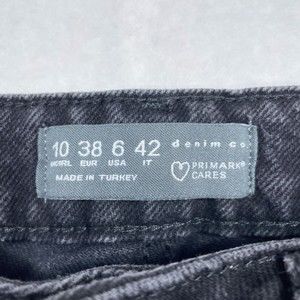 10 38 6 42 denim co
UK/IRL EUR USA IT PRIMARK®
MADE IN TURKEY CARES